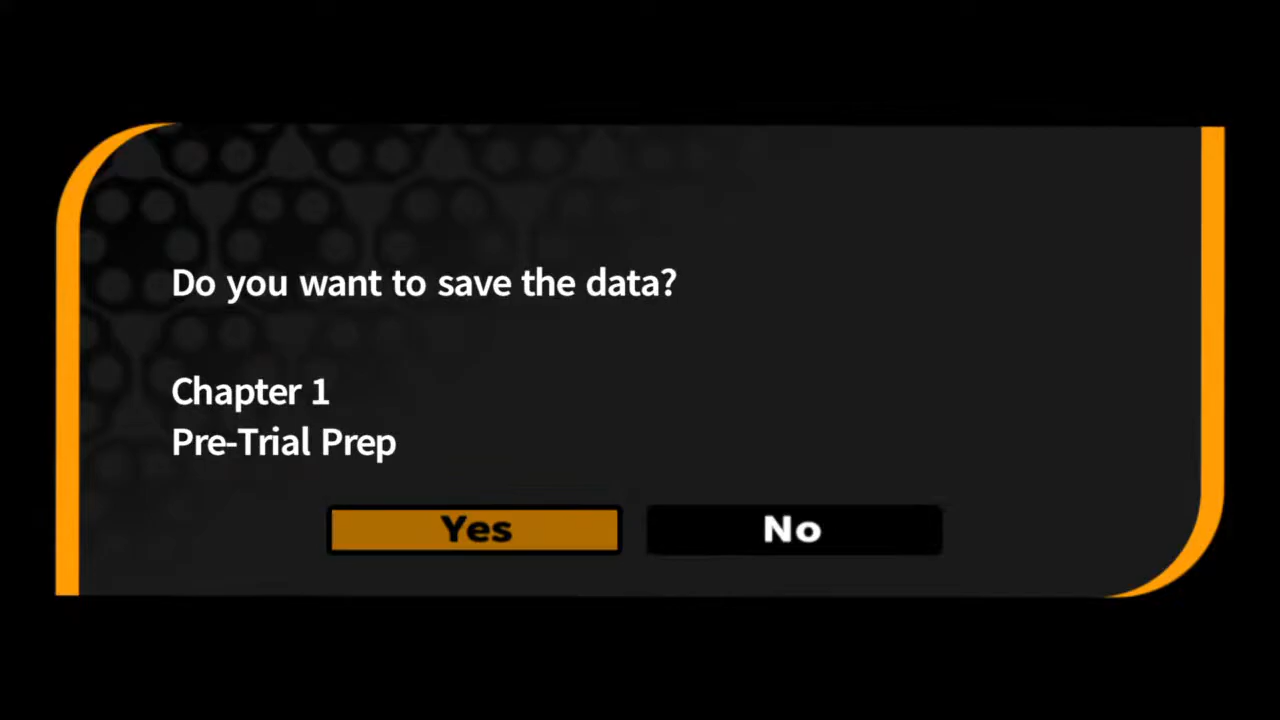 Do you want to save the data?
Chapter 1
Pre-Trial Prep
Yes
No